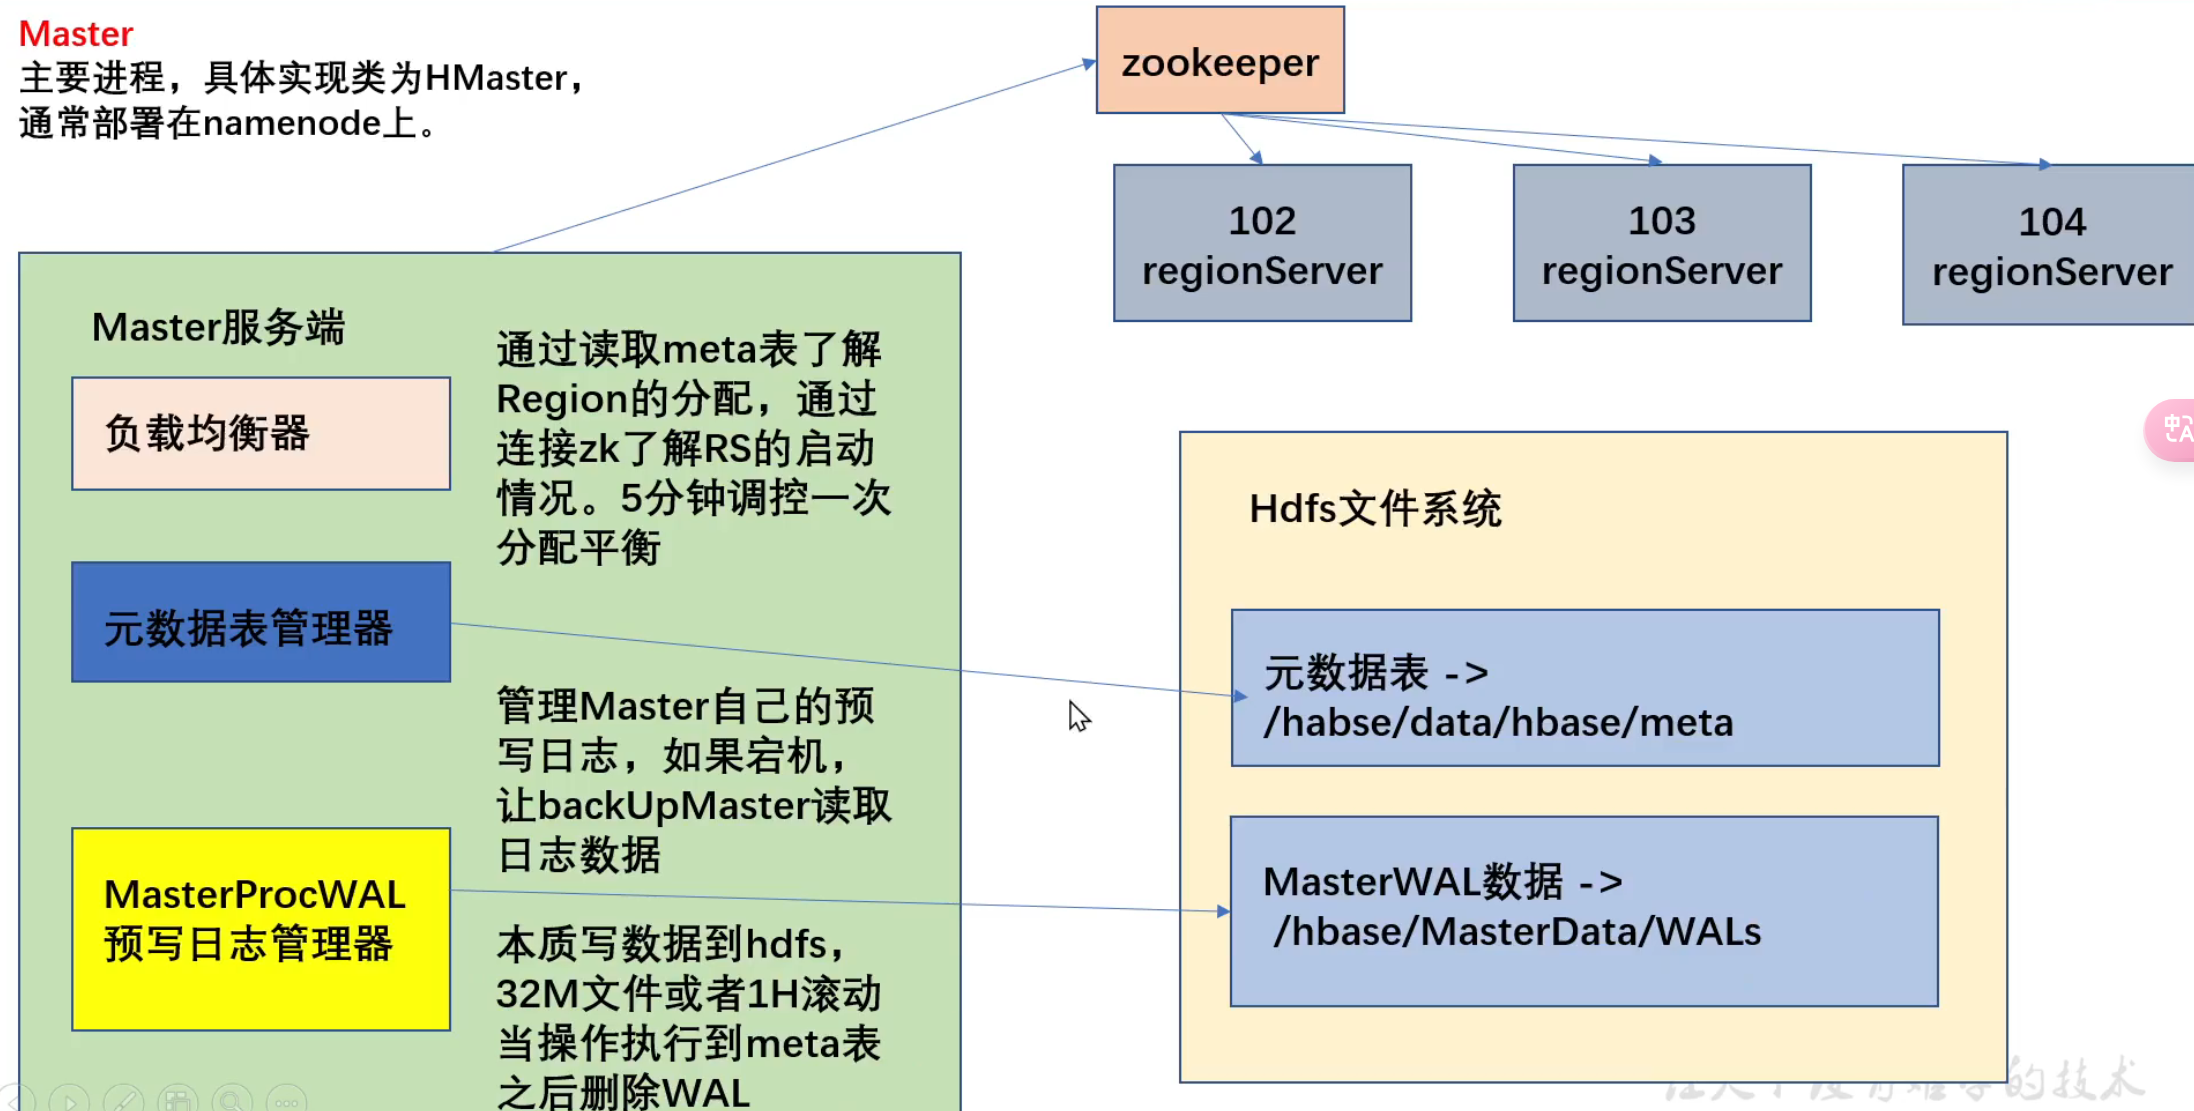 Master
主要进程，具体实现类为HMaster，
通常部署在namenode上。
zookeeper
102
regionServer
103
regionServer
104
regionServer
Master服务端
负载均衡器
通过读取meta表了解
Region的分配，通过
连接zk了解RS的启动
情况。5分钟调控一次
分配平衡
元数据表管理器
管理Master自己的预
写日志，如果宕机，
让backUpMaster读取
日志数据
MasterProcWAL
预写日志管理器
本质写数据到hdfs，
32M文件或者1H滚动
当操作执行到meta表
之后删除WAL
Hdfs文件系统
元数据表 ->
/habse/data/hbase/meta
MasterWAL数据 ->
/hbase/MasterData/WALs
的技术